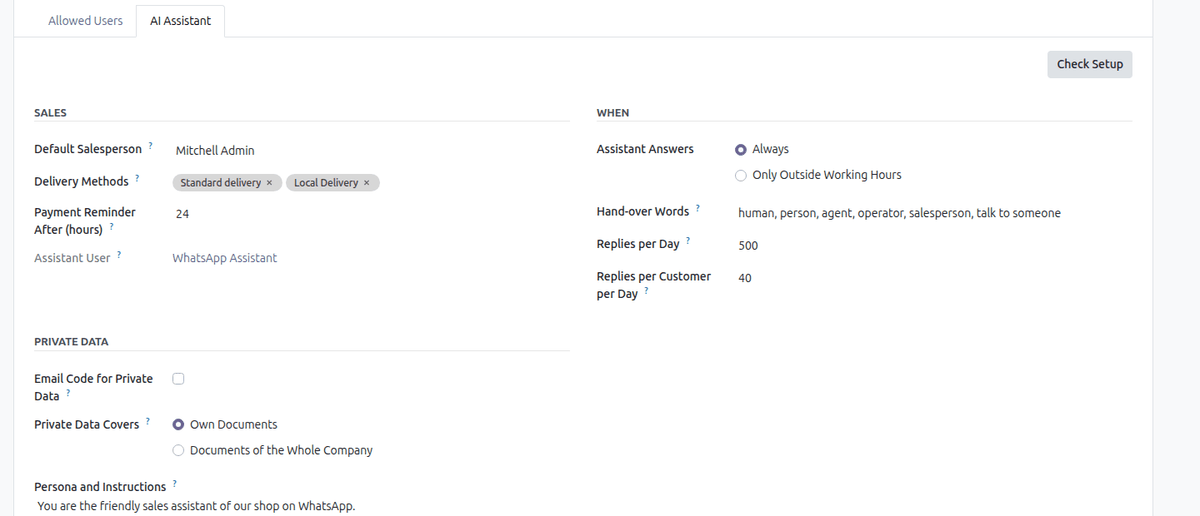 Allowed Users
AI Assistant
Check Setup
SALES
Default Salesperson ? Mitchell Admin
Delivery Methods ? Standard delivery × Local Delivery ×
Payment Reminder
After (hours) ? 24
Assistant User ? WhatsApp Assistant
WHEN
Assistant Answers Always
Only Outside Working Hours
Hand-over Words ? human, person, agent, operator, salesperson, talk to someone
Replies per Day ? 500
Replies per Customer
per Day ? 40
PRIVATE DATA
Email Code for Private
Data ?
Private Data Covers ? Own Documents
Documents of the Whole Company
Persona and Instructions ?
You are the friendly sales assistant of our shop on WhatsApp.